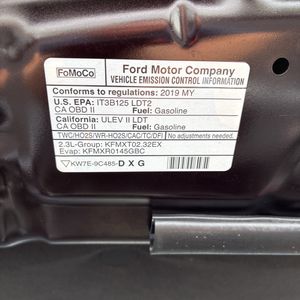 FoMoCo
Ford Motor Company
VEHICLE EMISSION CONTROL INFORMATION
Conforms to regulations: 2019 MY
U.S. EPA: IT3B125 LDT2
CA OBD II Fuel: Gasoline
California: ULEV II LDT
CA OBD II Fuel: Gasoline
TWC/HO2S/WR-HO2S/CAC/TC/DFI No adjustments needed.
2.3L-Group: KFMXT02.32EX
Evap: KFMXR0145GBC
KW7E-9C485-DXG